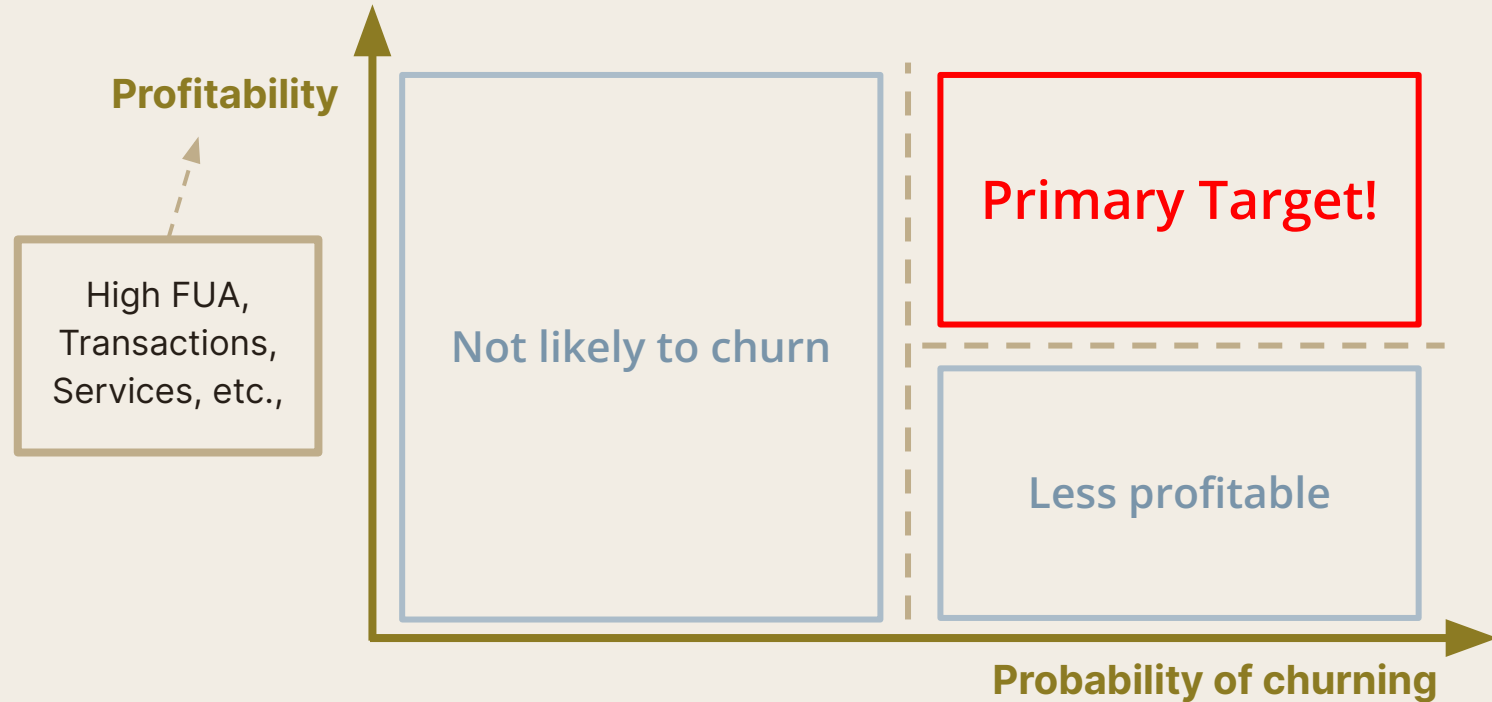 Profitability
High FUA,
Transactions,
Services, etc.,
Not likely to churn
Primary Target!
Less profitable
Probability of churning